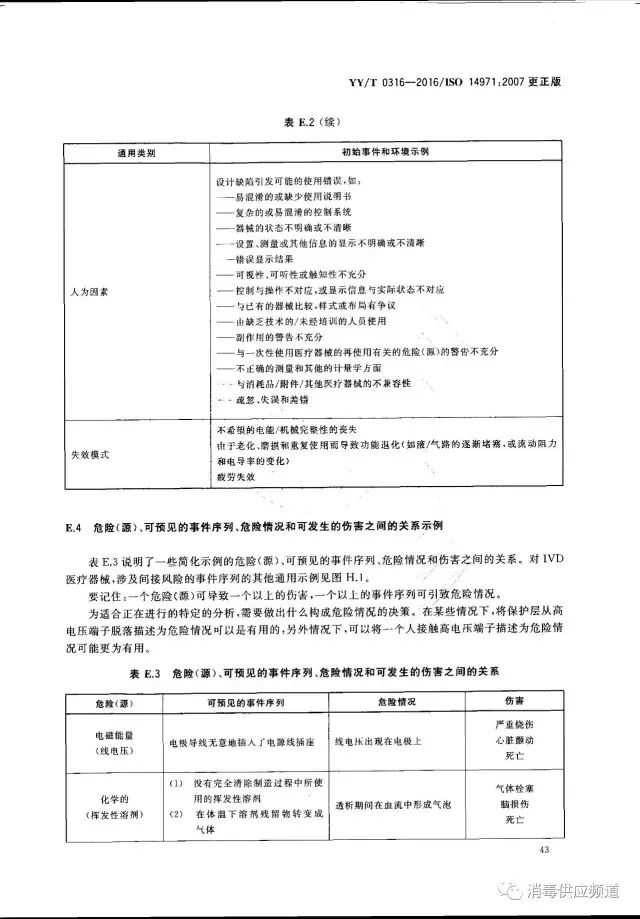 YY/T 0316—2016/ISO 14971:2007 更正版
表 E.2（续）
通用类别
初始事件和环境示例
人为因素
设计缺陷引发可能的使用错误,如:
——易混淆的或缺少使用说明书
——复杂的或易混淆的控制系统
——器械的状态不明确或不清晰
——设置、测量或其他信息的显示不明确或不清晰
——错误显示结果
——可视性、可听性或触知性不充分
——控制与操作不对应,或显示信息与实际状态不对应
——与已有的器械比较,样式或布局有争议
——由缺乏技术的/未经培训的人员使用
——副作用的警告不充分
——与一次性使用医疗器械的再使用有关的危险(源)的警告不充分
——不正确的测量和其他的计量学方面
——与消耗品/附件/其他医疗器械的不兼容性
——疏忽、失误和差错
失效模式
不希望的电能/机械完整性的丧失
由于老化、磨损和重复使用而导致功能退化(如液/气路的逐渐堵塞,或流动阻力
和电导率的变化)
疲劳失效
E.4 危险(源)、可预见的事件序列、危险情况和可发生的伤害之间的关系示例
表 E.3 说明了一些简化示例的危险(源)、可预见的事件序列、危险情况和伤害之间的关系。对 IVD
医疗器械,涉及间接风险的事件序列的其他通用示例见图 H.1。
要记住:一个危险(源)可导致一个以上的伤害,一个以上的事件序列可引致危险情况。
为适合正在进行的特定的分析,需要做出什么构成危险情况的决策。在某些情况下,将保护层从高
电压端子脱落描述为危险情况可以是有用的,另外情况下,可以将一个人接触高电压端子描述为危险情
况可能更为有用。
表 E.3 危险(源)、可预见的事件序列、危险情况和可发生的伤害之间的关系
危险(源)
可预见的事件序列
危险情况
伤害
电磁能量
(线电压)
电极导线无意地插入了电源线插座
线电压出现在电极上
严重烧伤
心脏颤动
死亡
化学的
(挥发性溶剂)
(1) 没有完全清除制造过程中所使
用的挥发性溶剂
(2) 在体温下溶剂残留物转变成
气体
透析期间在血流中形成气泡
气体栓塞
脑损伤
死亡
43
消毒供应频道